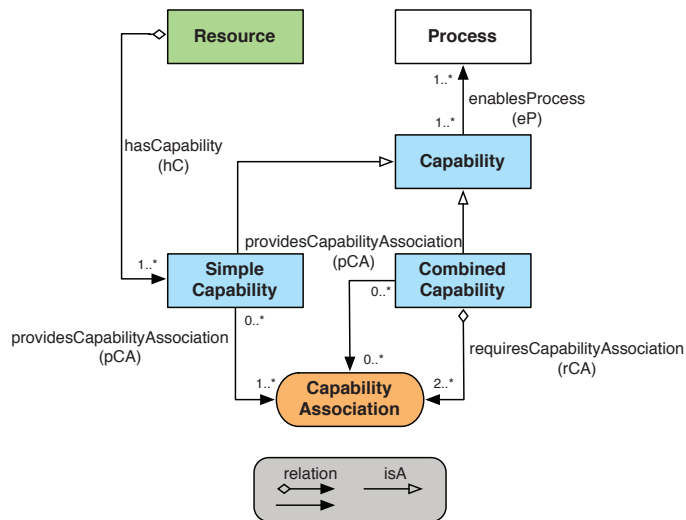 Resource
Process
1..*
enablesProcess
(eP)
1..*
hasCapability
(hC)
Capability
providesCapabilityAssociation
(pCA)
1..*
Simple
Capability
Combined
Capability
0..*
0..*
providesCapabilityAssociation
(pCA)
requiresCapabilityAssociation
(rCA)
0..*
1..*
2..*
Capability
Association
relation
isA